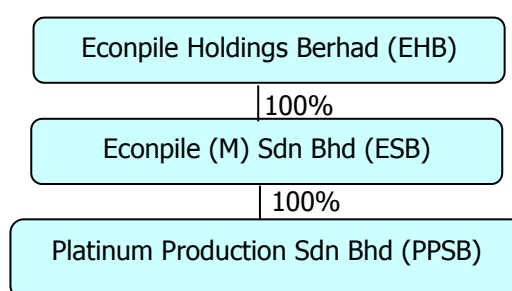 Econpile Holdings Berhad (EHB)
100%
Econpile (M) Sdn Bhd (ESB)
100%
Platinum Production Sdn Bhd (PPSB)